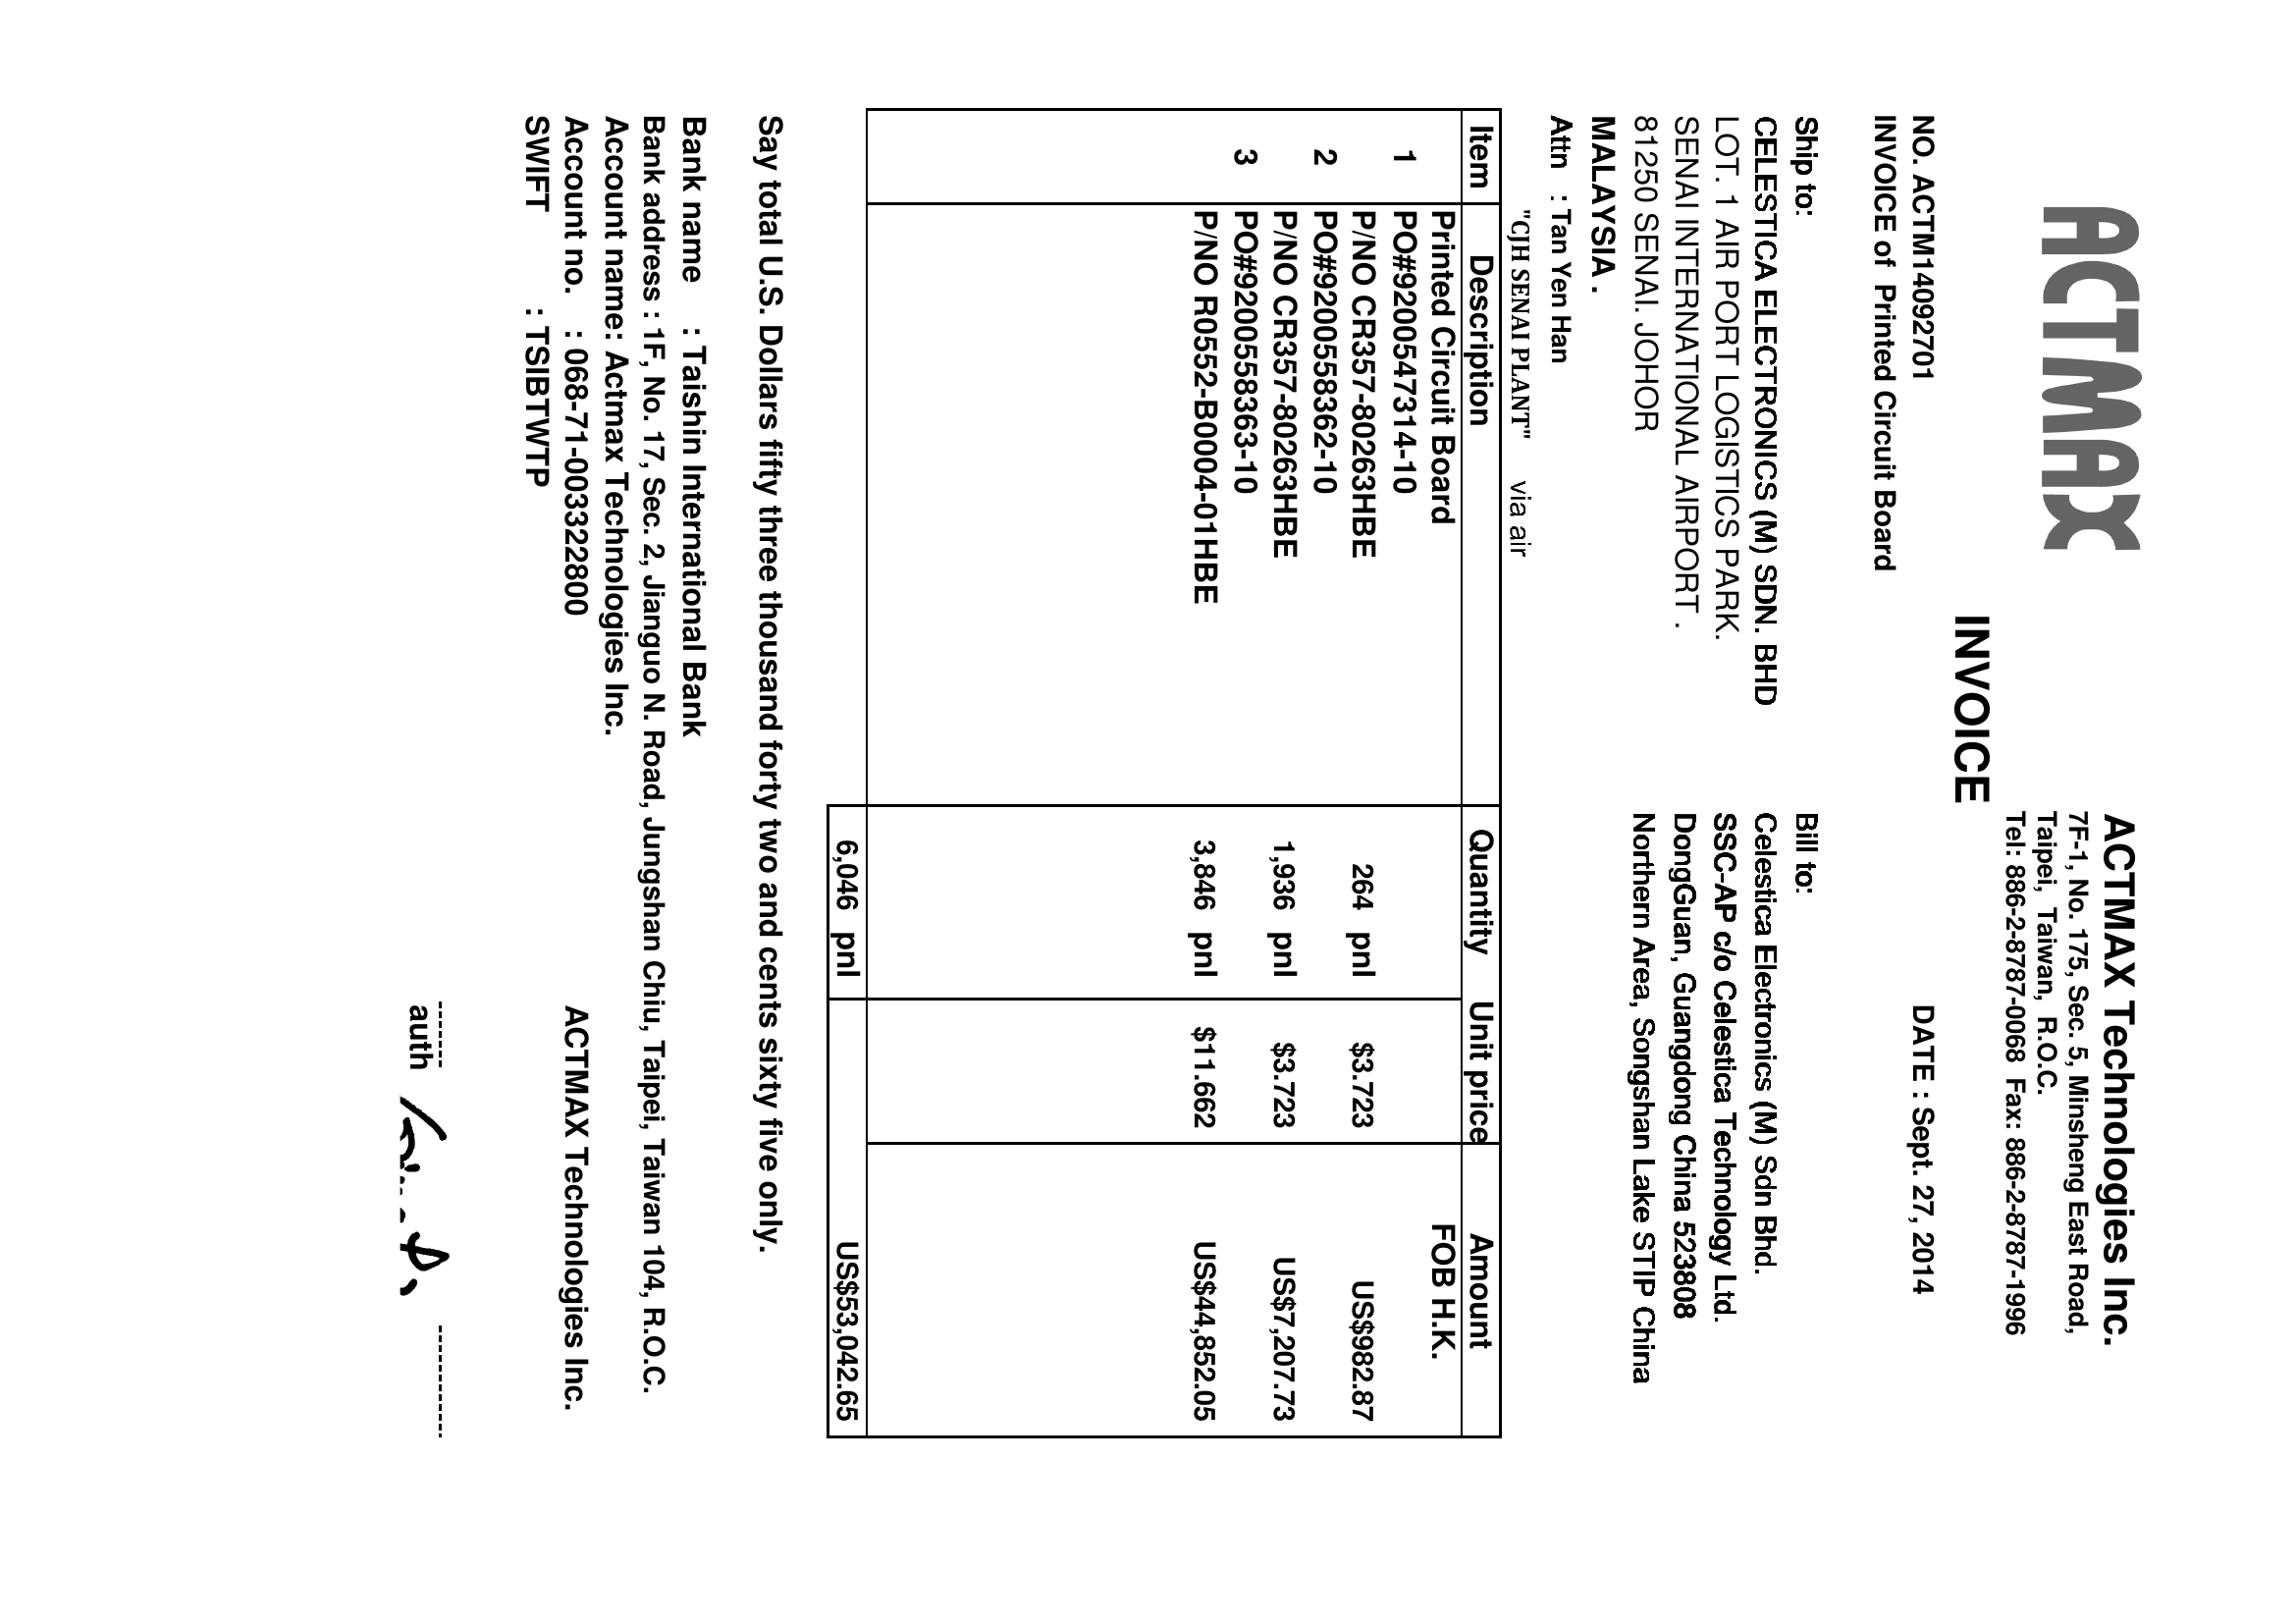 ACTMAX
ACTMAX Technologies Inc.
7F-1, No. 175, Sec. 5, Minsheng East Road,
Taipei, Taiwan, R.O.C.
Tel: 886-2-8787-0068 Fax: 886-2-8787-1996
INVOICE
NO. ACTM14092701 DATE : Sept. 27, 2014
INVOICE of Printed Circuit Board
Ship to: Bill to:
CELESTICA ELECTRONICS (M) SDN. BHD Celestica Electronics (M) Sdn Bhd.
LOT. 1 AIR PORT LOGISTICS PARK. SSC-AP c/o Celestica Technology Ltd.
SENAI INTERNATIONAL AIRPORT . DongGuan, Guangdong China 523808
81250 SENAI. JOHOR Northern Area, Songshan Lake STIP China
MALAYSIA .
Attn : Tan Yen Han
"CJH SENAI PLANT" via air
Item Description Quantity Unit price Amount
Printed Circuit Board FOB H.K.
1 PO#9200547314-10
P/NO CR357-80263HBE 264 pnl $3.723 US$982.87
2 PO#9200558362-10
P/NO CR357-80263HBE 1,936 pnl $3.723 US$7,207.73
3 PO#9200558363-10
P/NO R0552-B0004-01HBE 3,846 pnl $11.662 US$44,852.05
6,046 pnl US$53,042.65
Say total U.S. Dollars fifty three thousand forty two and cents sixty five only.
Bank name : Taishin International Bank
Bank address : 1F, No. 17, Sec. 2, Jianguo N. Road, Jungshan Chiu, Taipei, Taiwan 104, R.O.C.
Account name: Actmax Technologies Inc.
Account no. : 068-71-003322800 ACTMAX Technologies Inc.
SWIFT : TSIBTWTP
auth